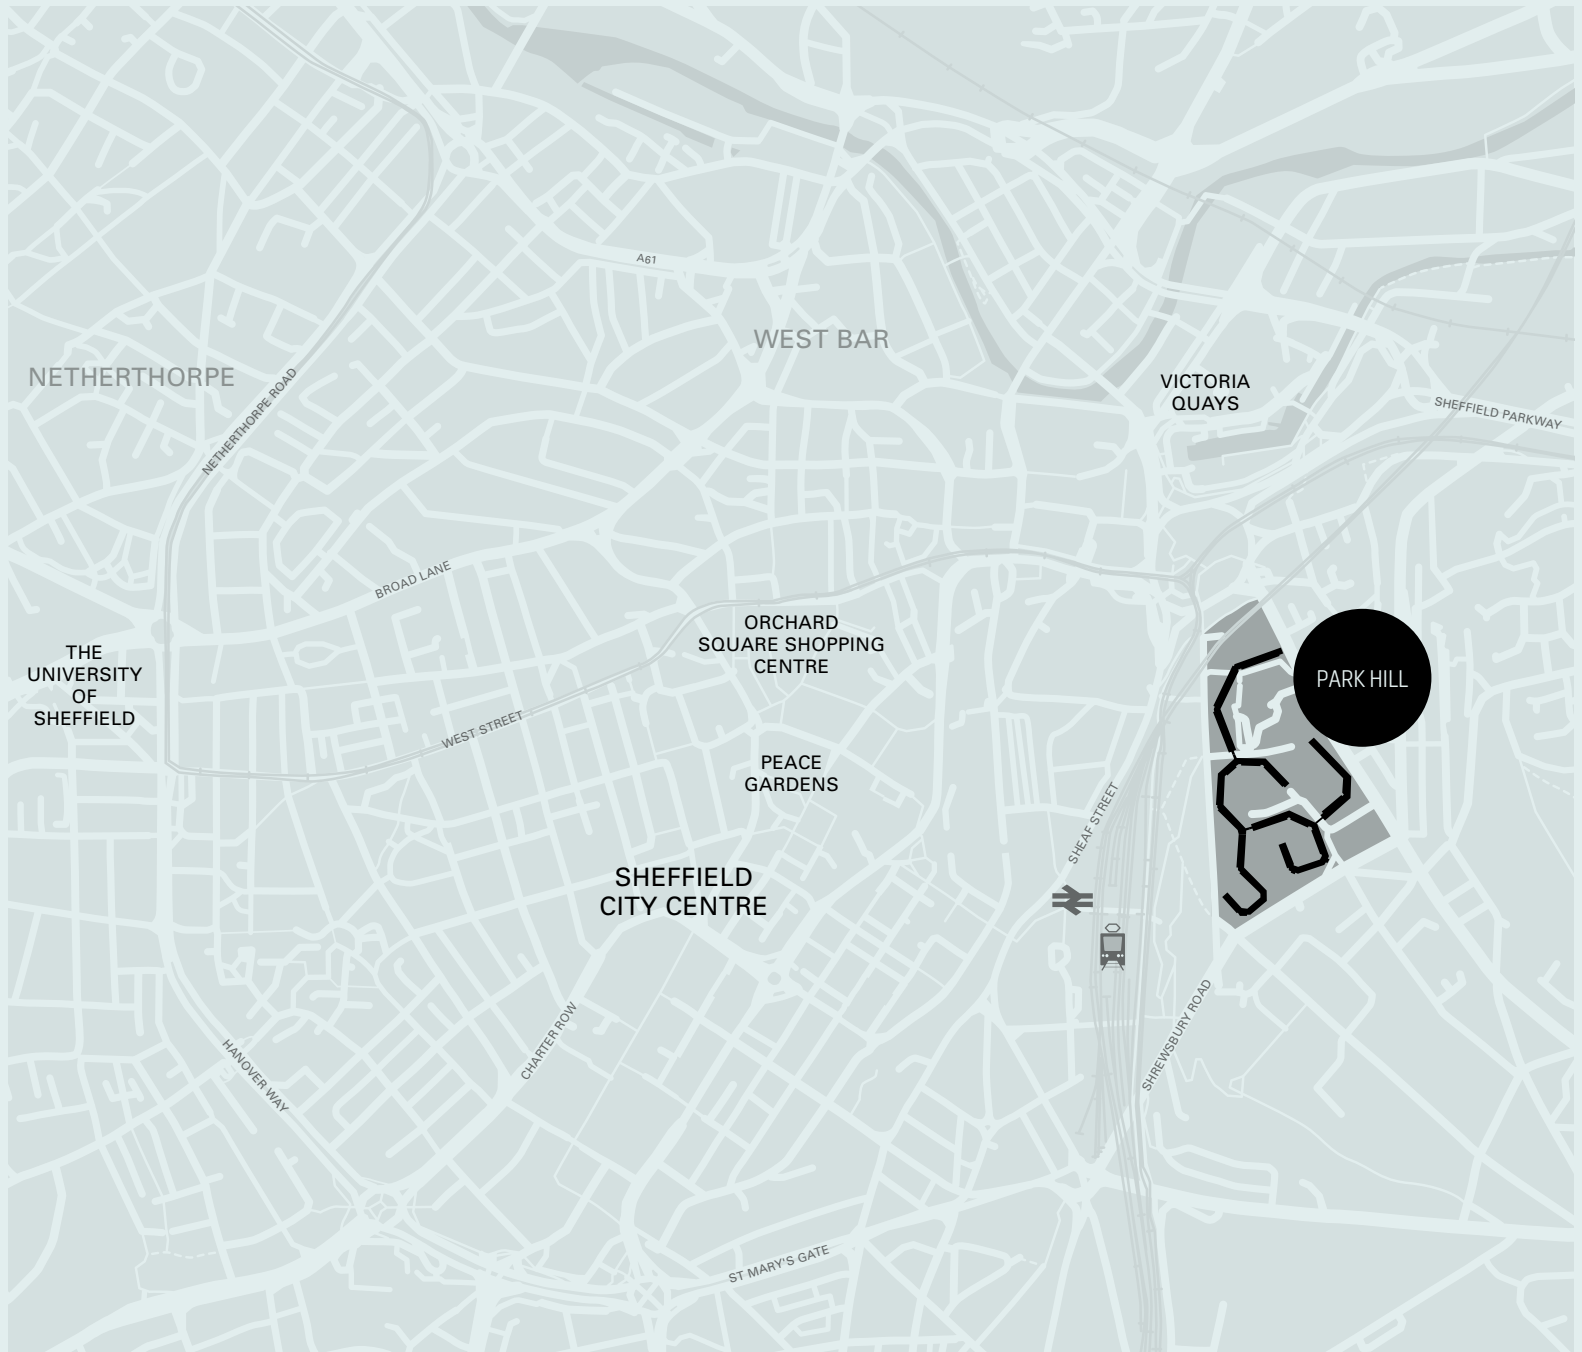 A61
WEST BAR
NETHERTHORPE
NETHERTHORPE ROAD
VICTORIA
QUAYS
SHEFFIELD PARKWAY
BROAD LANE
ORCHARD
SQUARE SHOPPING
CENTRE
THE
UNIVERSITY
OF
SHEFFIELD
PARK HILL
WEST STREET
PEACE
GARDENS
SHEAF STREET
SHEFFIELD
CITY CENTRE
CHARTER ROW
HANOVER WAY
SHREWSBURY ROAD
ST MARY'S GATE